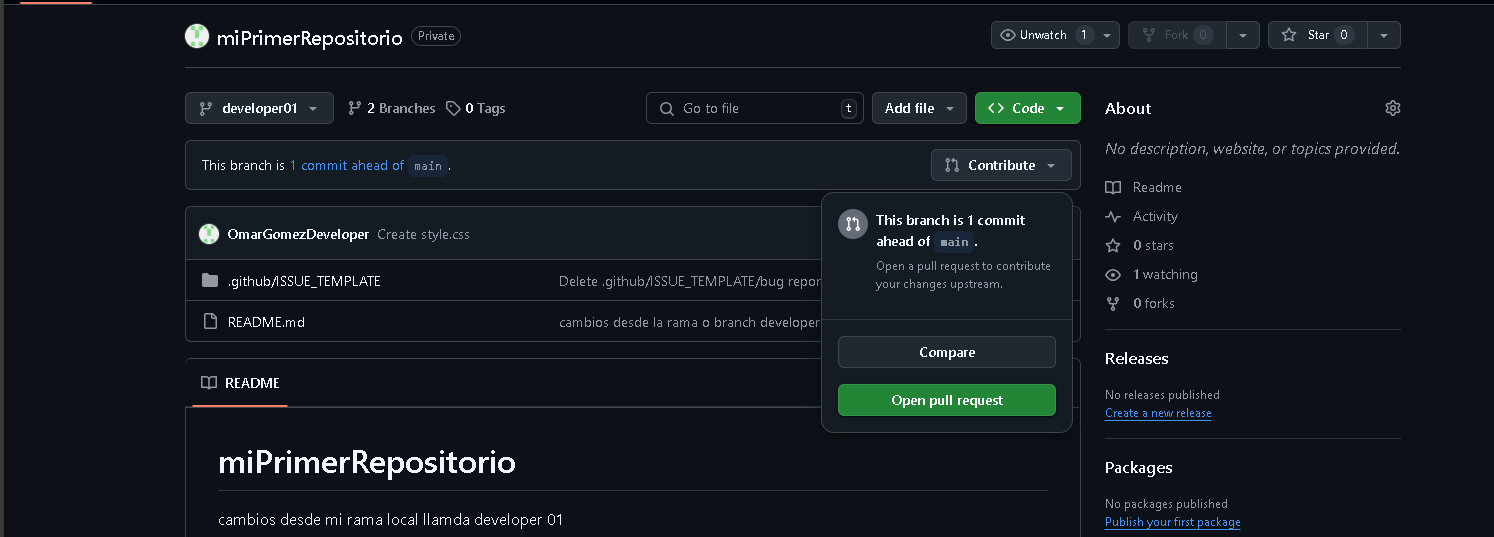 miPrimerRepositorio Private Unwatch 1 Fork 0 Star 0
developer01 2 Branches 0 Tags Go to file t Add file <> Code
This branch is 1 commit ahead of main. Contribute
OmarGomezDeveloper Create style.css
.github/ISSUE_TEMPLATE Delete .github/ISSUE_TEMPLATE/bug repor
README.md cambios desde la rama o branch developer
This branch is 1 commit
ahead of main.
Open a pull request to contribute
your changes upstream.
Compare
Open pull request
README
miPrimerRepositorio
cambios desde mi rama local llamda developer 01
About
No description, website, or topics provided.
Readme
Activity
0 stars
1 watching
0 forks
Releases
No releases published
Create a new release
Packages
No packages published
Publish your first package